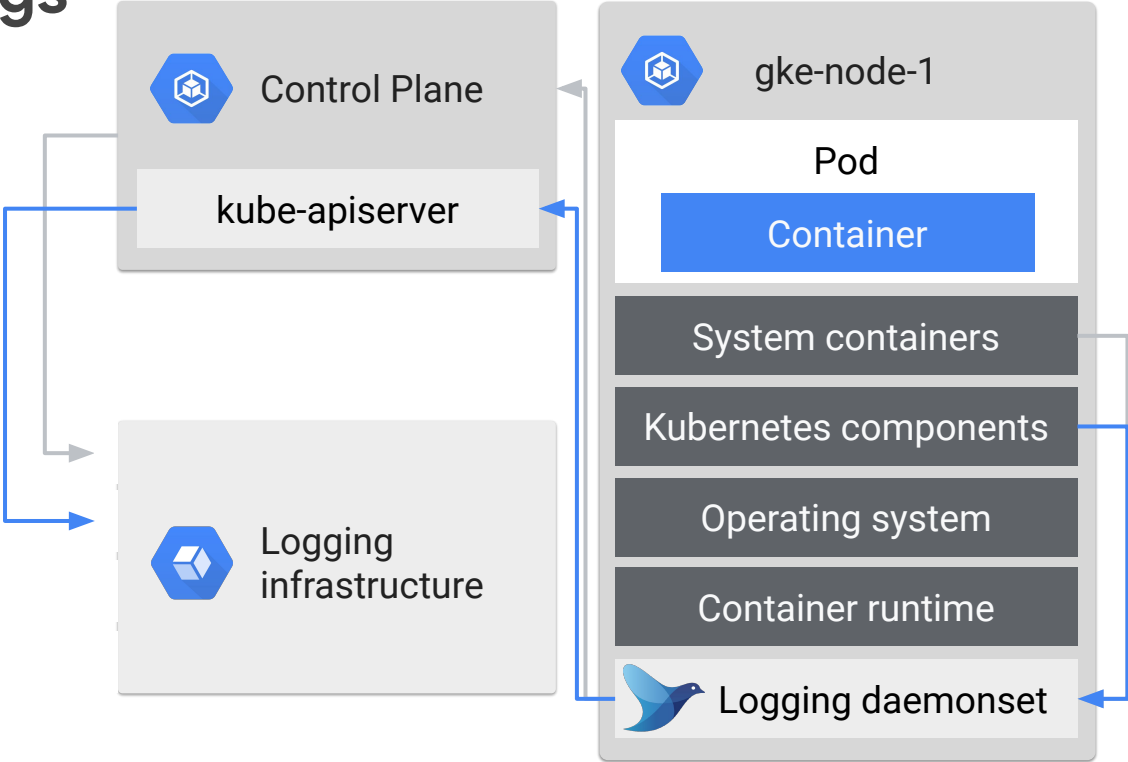 gs
Control Plane
kube-apiserver
Logging
infrastructure
gke-node-1
Pod
Container
System containers
Kubernetes components
Operating system
Container runtime
Logging daemonset